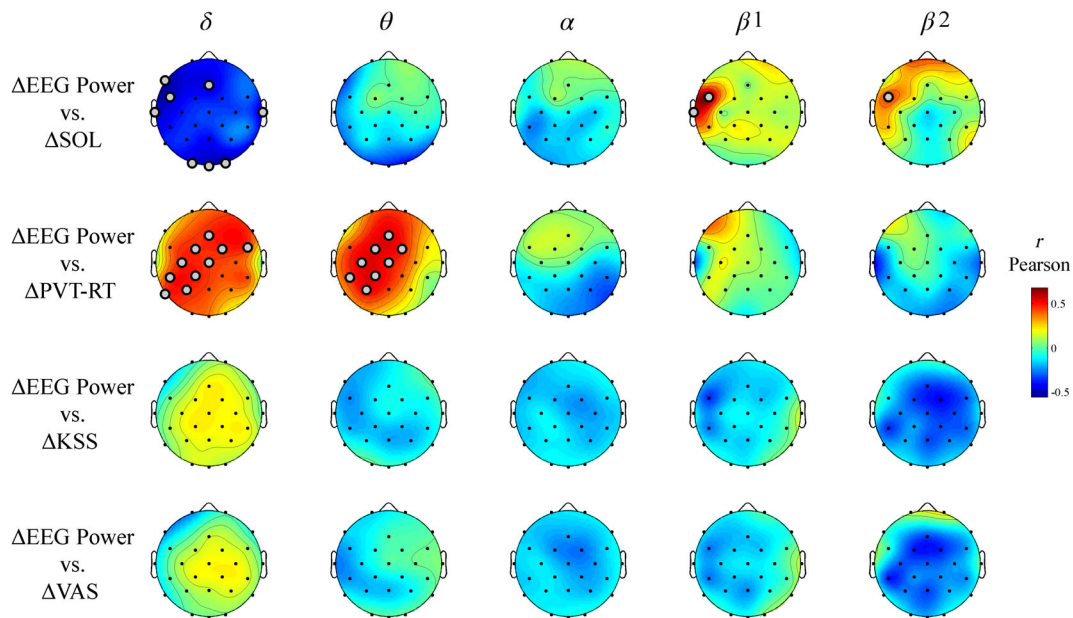 δ θ α β1 β2
ΔEEG Power
vs.
ΔSOL
ΔEEG Power
vs.
ΔPVT-RT
r
Pearson
0.5
0
-0.5
ΔEEG Power
vs.
ΔKSS
ΔEEG Power
vs.
ΔVAS